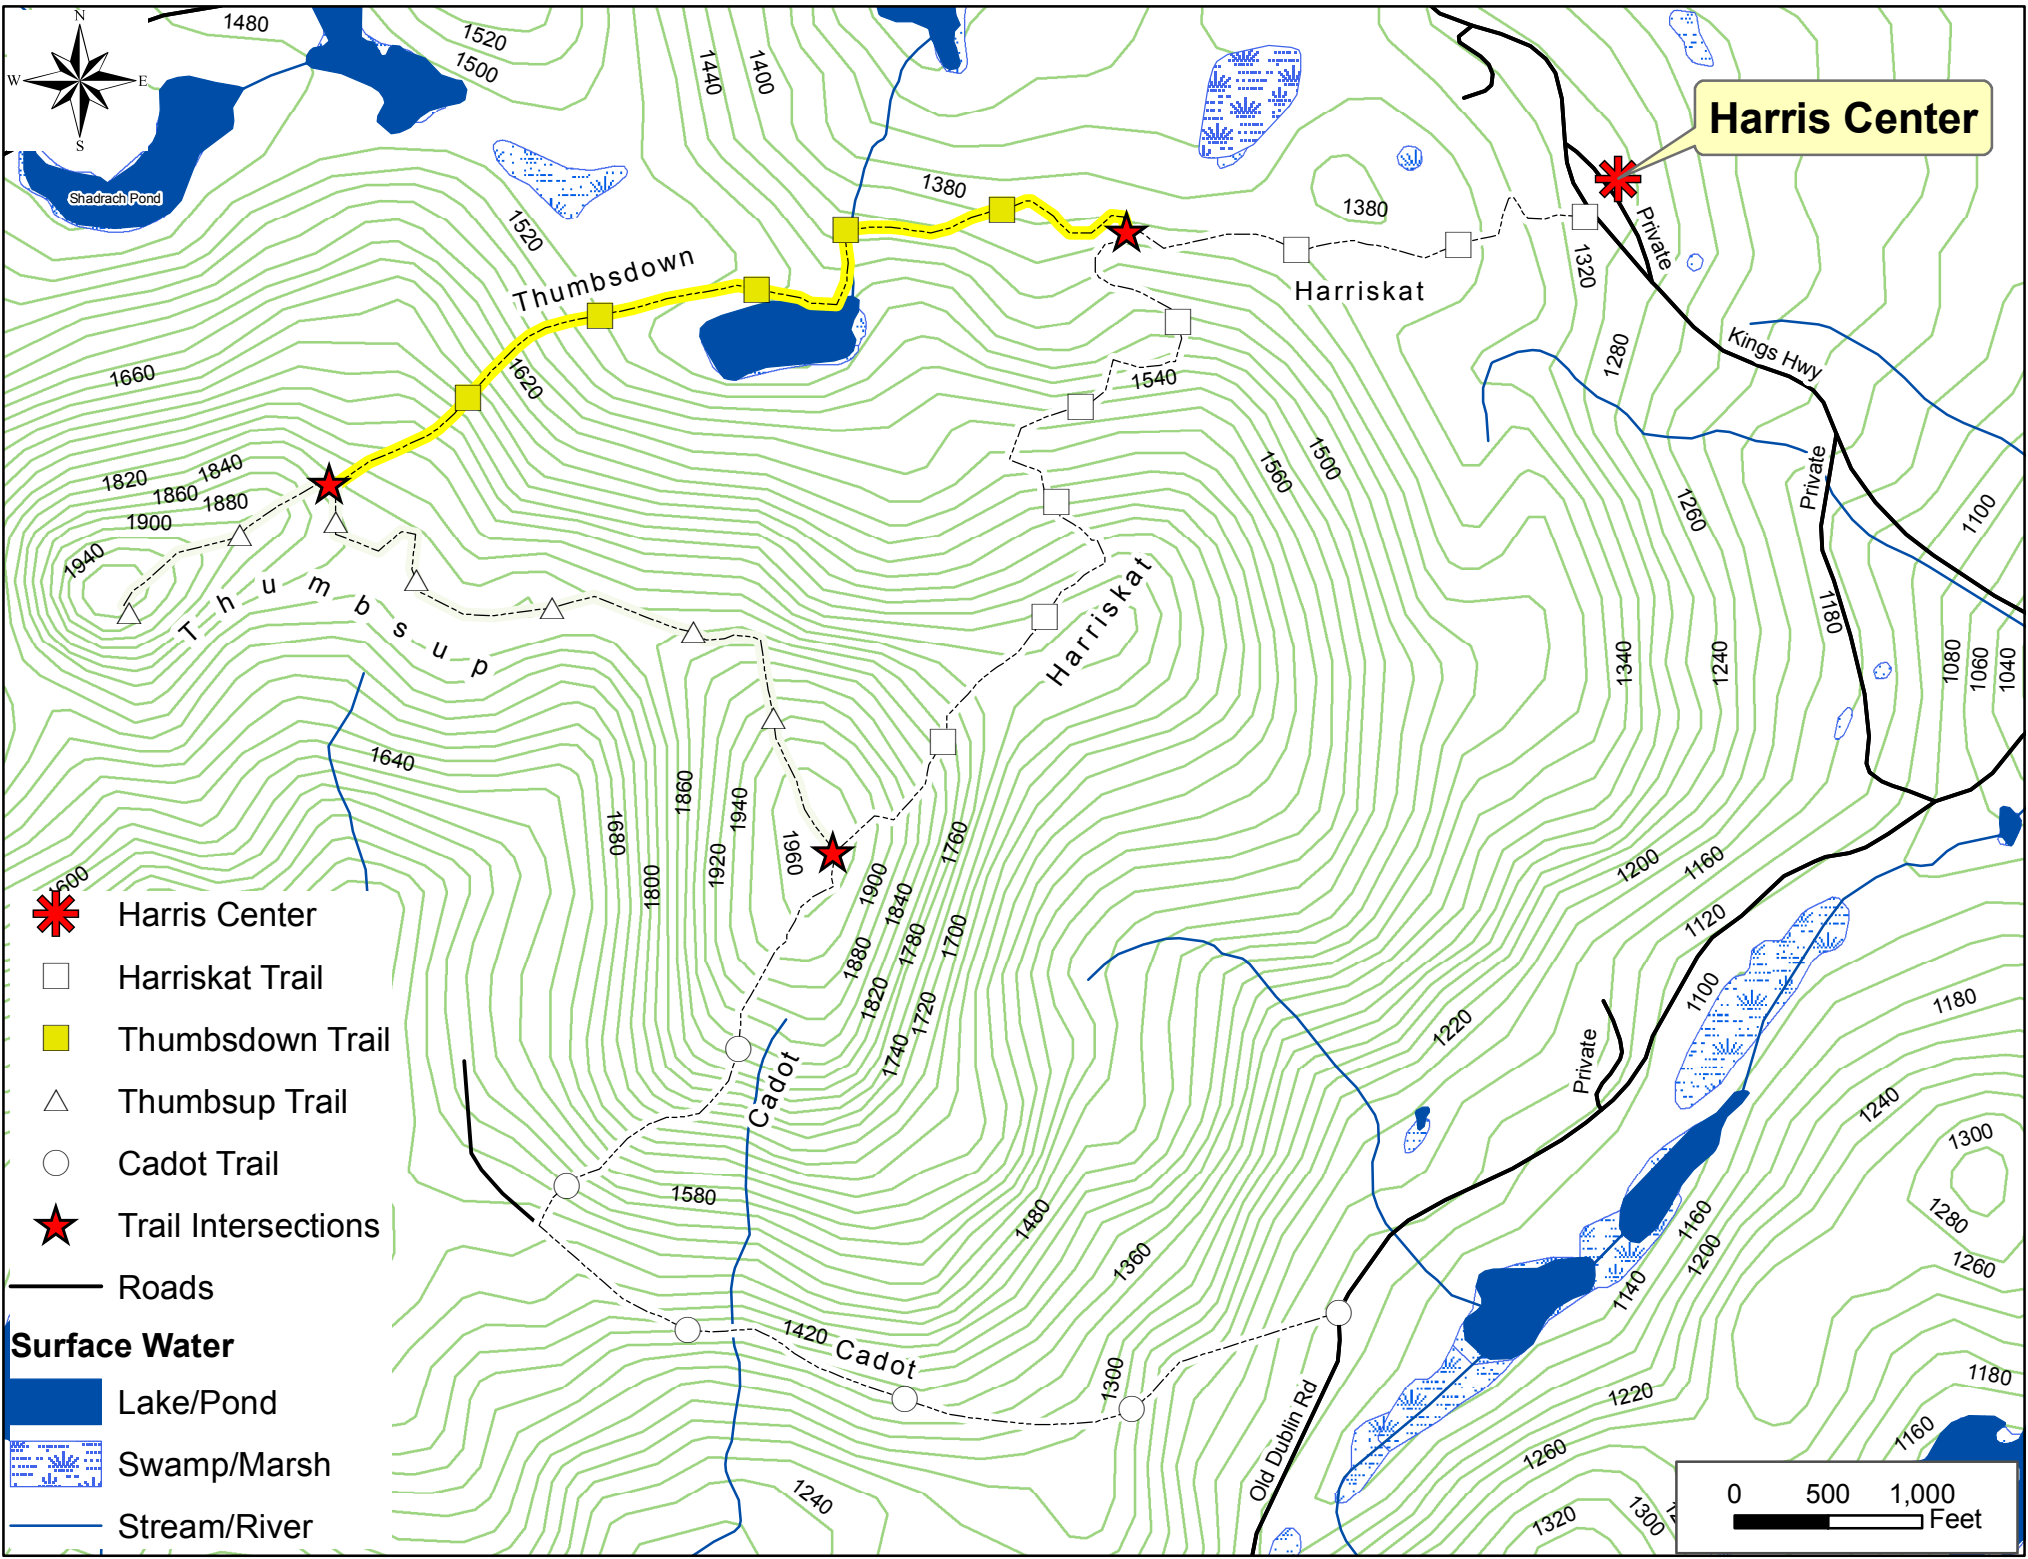 N
W
E
S
1480
1520
1500
1440
1400
Harris Center
Shadrach Pond
1380
1380
1520
Thumbsdown
Private
1320
Harriskat
Kings Hwy
1280
1660
1620
1540
1820
1840
1860
1880
1900
1940
1560
1500
1260
Private
1100
Thumbsup
Harriskat
1180
1340
1240
1080
1060
1040
1640
1680
1860
1940
1800
1920
1960
1760
1900
1840
1780
1700
1880
1820
1720
1740
1200
1160
1120
1100
1180
1220
Private
1240
1300
1280
1260
1600
Cadot
1580
1480
1360
1160
1200
1140
1420
Cadot
1300
1180
1220
1160
Old Dublin Rd
1260
1240
1320
1300
Harris Center
Harriskat Trail
Thumbsdown Trail
Thumbsup Trail
Cadot Trail
Trail Intersections
Roads
Surface Water
Lake/Pond
Swamp/Marsh
Stream/River
0 500 1,000
Feet